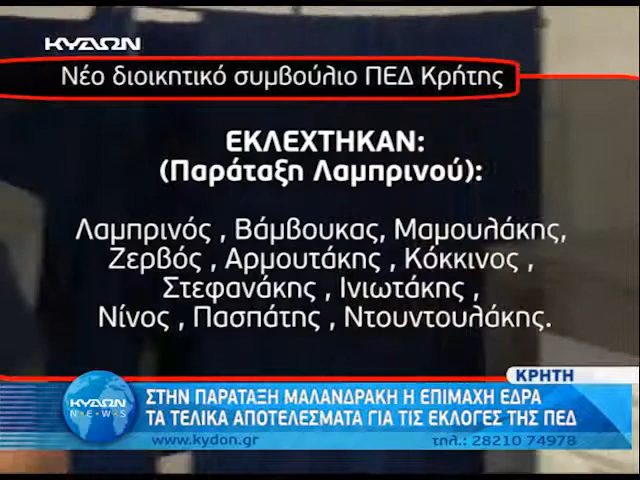 ΚΥΔΩΝ
Νέο διοικητικό συμβούλιο ΠΕΔ Κρήτης
ΕΚΛΕΧΤΗΚΑΝ:
(Παράταξη Λαμπρινού):
Λαμπρινός , Βάμβουκας, Μαμουλάκης,
Ζερβός , Αρμουτάκης , Κόκκινος ,
Στεφανάκης , Ινιωτάκης ,
Νίνος , Πασπάτης , Ντουντουλάκης.
ΚΡΗΤΗ
ΚΥΔΩΝ
NEWS
ΣΤΗΝ ΠΑΡΑΤΑΞΗ ΜΑΛΑΝΔΡΑΚΗ Η ΕΠΙΜΑΧΗ ΕΔΡΑ
ΤΑ ΤΕΛΙΚΑ ΑΠΟΤΕΛΕΣΜΑΤΑ ΓΙΑ ΤΙΣ ΕΚΛΟΓΕΣ ΤΗΣ ΠΕΔ
www.kydon.gr
τηλ.: 28210 74978